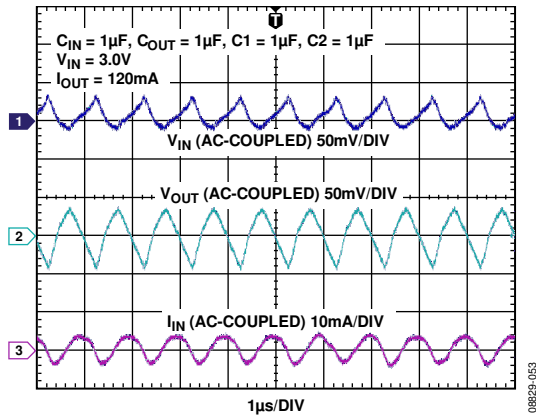 T
C_IN = 1µF, C_OUT = 1µF, C1 = 1µF, C2 = 1µF
V_IN = 3.0V
I_OUT = 120mA
1
V_IN (AC-COUPLED) 50mV/DIV
V_OUT (AC-COUPLED) 50mV/DIV
2
I_IN (AC-COUPLED) 10mA/DIV
3
1µs/DIV
08829-053